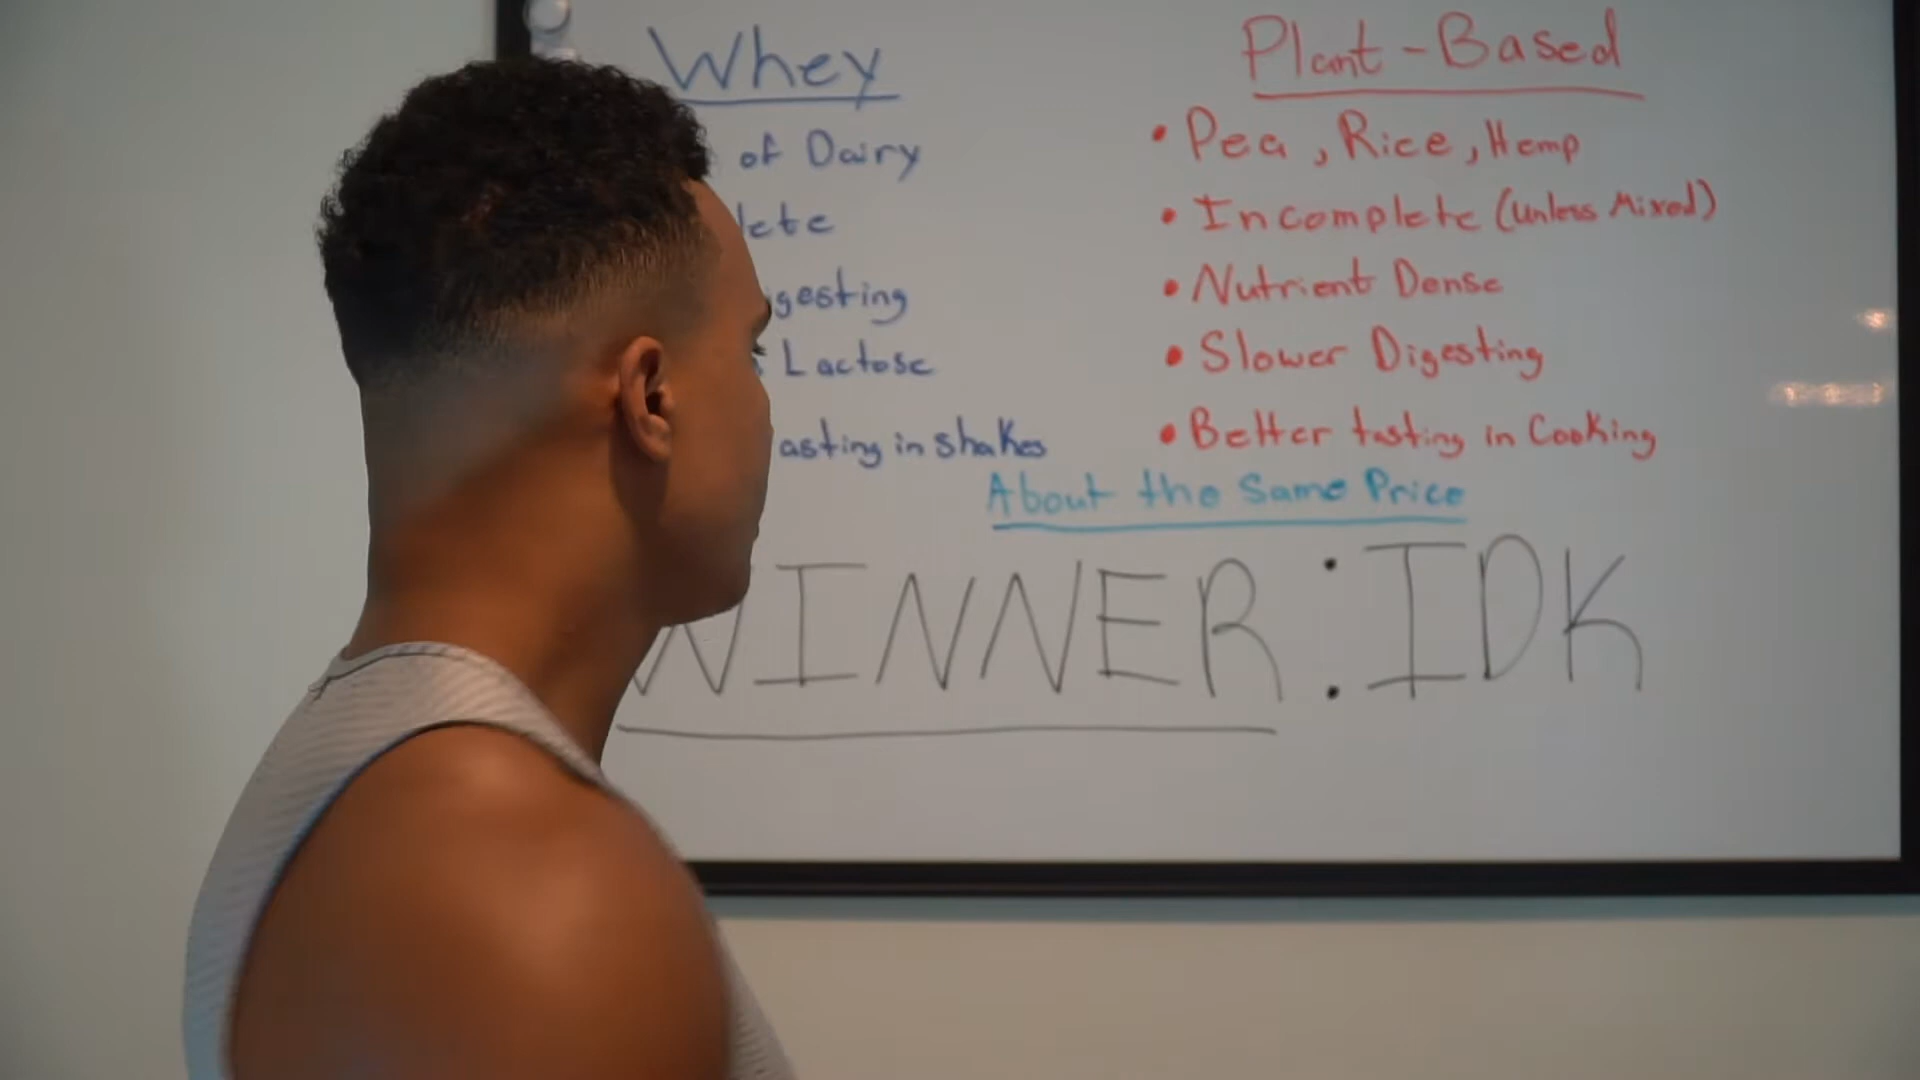 Whey
of Dairy
lete
gesting
Lactose
asting in shakes
Plant-Based
• Pea, Rice, Hemp
• Incomplete (Unless Mixed)
• Nutrient Dense
• Slower Digesting
• Better tasting in Cooking
About the Same Price
WINNER: IDK